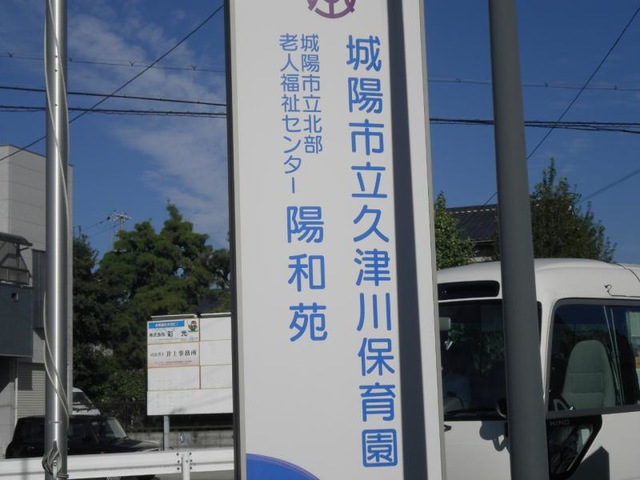 城陽市立久津川保育園
城陽市立北部
老人福祉センター
陽和苑
井上事務所
HINO